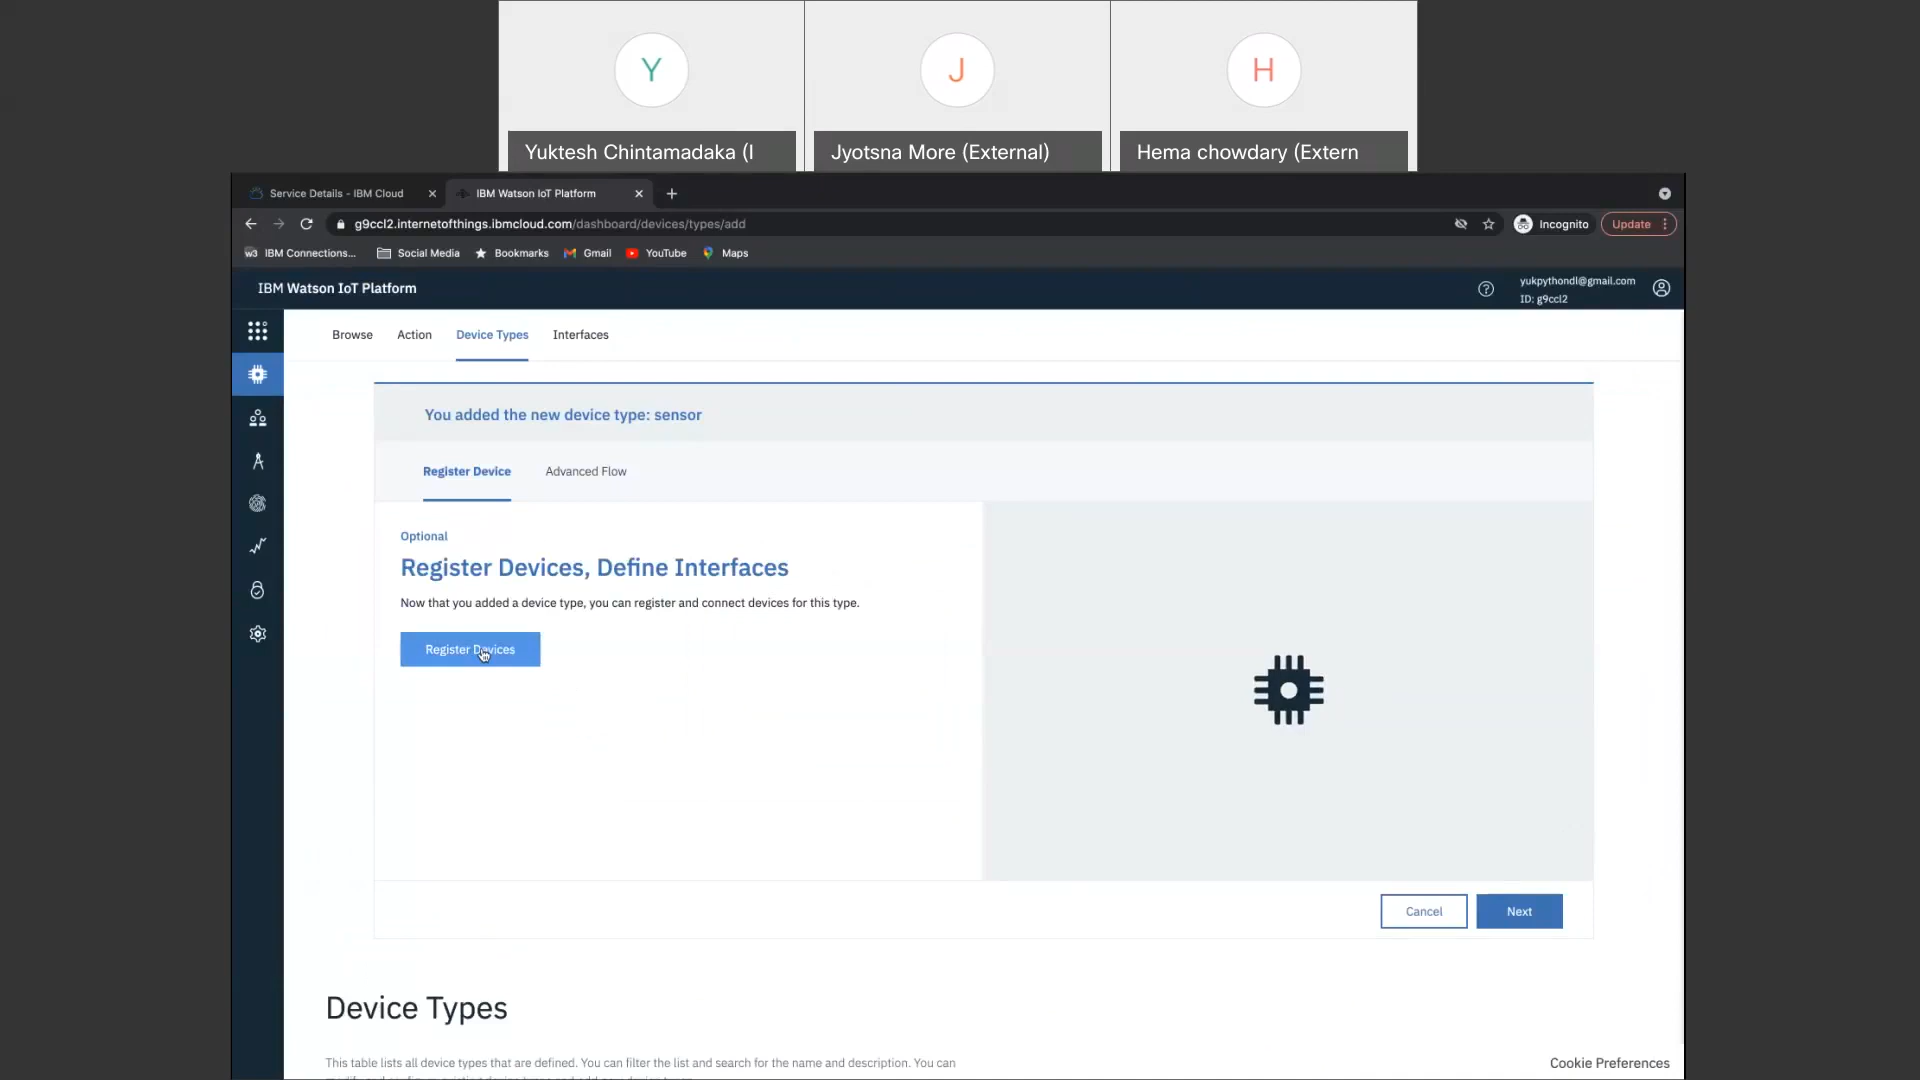 Y
J
H
Yuktesh Chintamadaka (I
Jyotsna More (External)
Hema chowdary (Extern
Service Details - IBM Cloud
IBM Watson IoT Platform
g9ccl2.internetofthings.ibmcloud.com/dashboard/devices/types/add
Incognito
Update
w3 IBM Connections...
Social Media
Bookmarks
Gmail
YouTube
Maps
IBM Watson IoT Platform
yukpythondl@gmail.com
ID: g9ccl2
Browse
Action
Device Types
Interfaces
You added the new device type: sensor
Register Device
Advanced Flow
Optional
Register Devices, Define Interfaces
Now that you added a device type, you can register and connect devices for this type.
Register Devices
Cancel
Next
Device Types
This table lists all device types that are defined. You can filter the list and search for the name and description. You can
Cookie Preferences